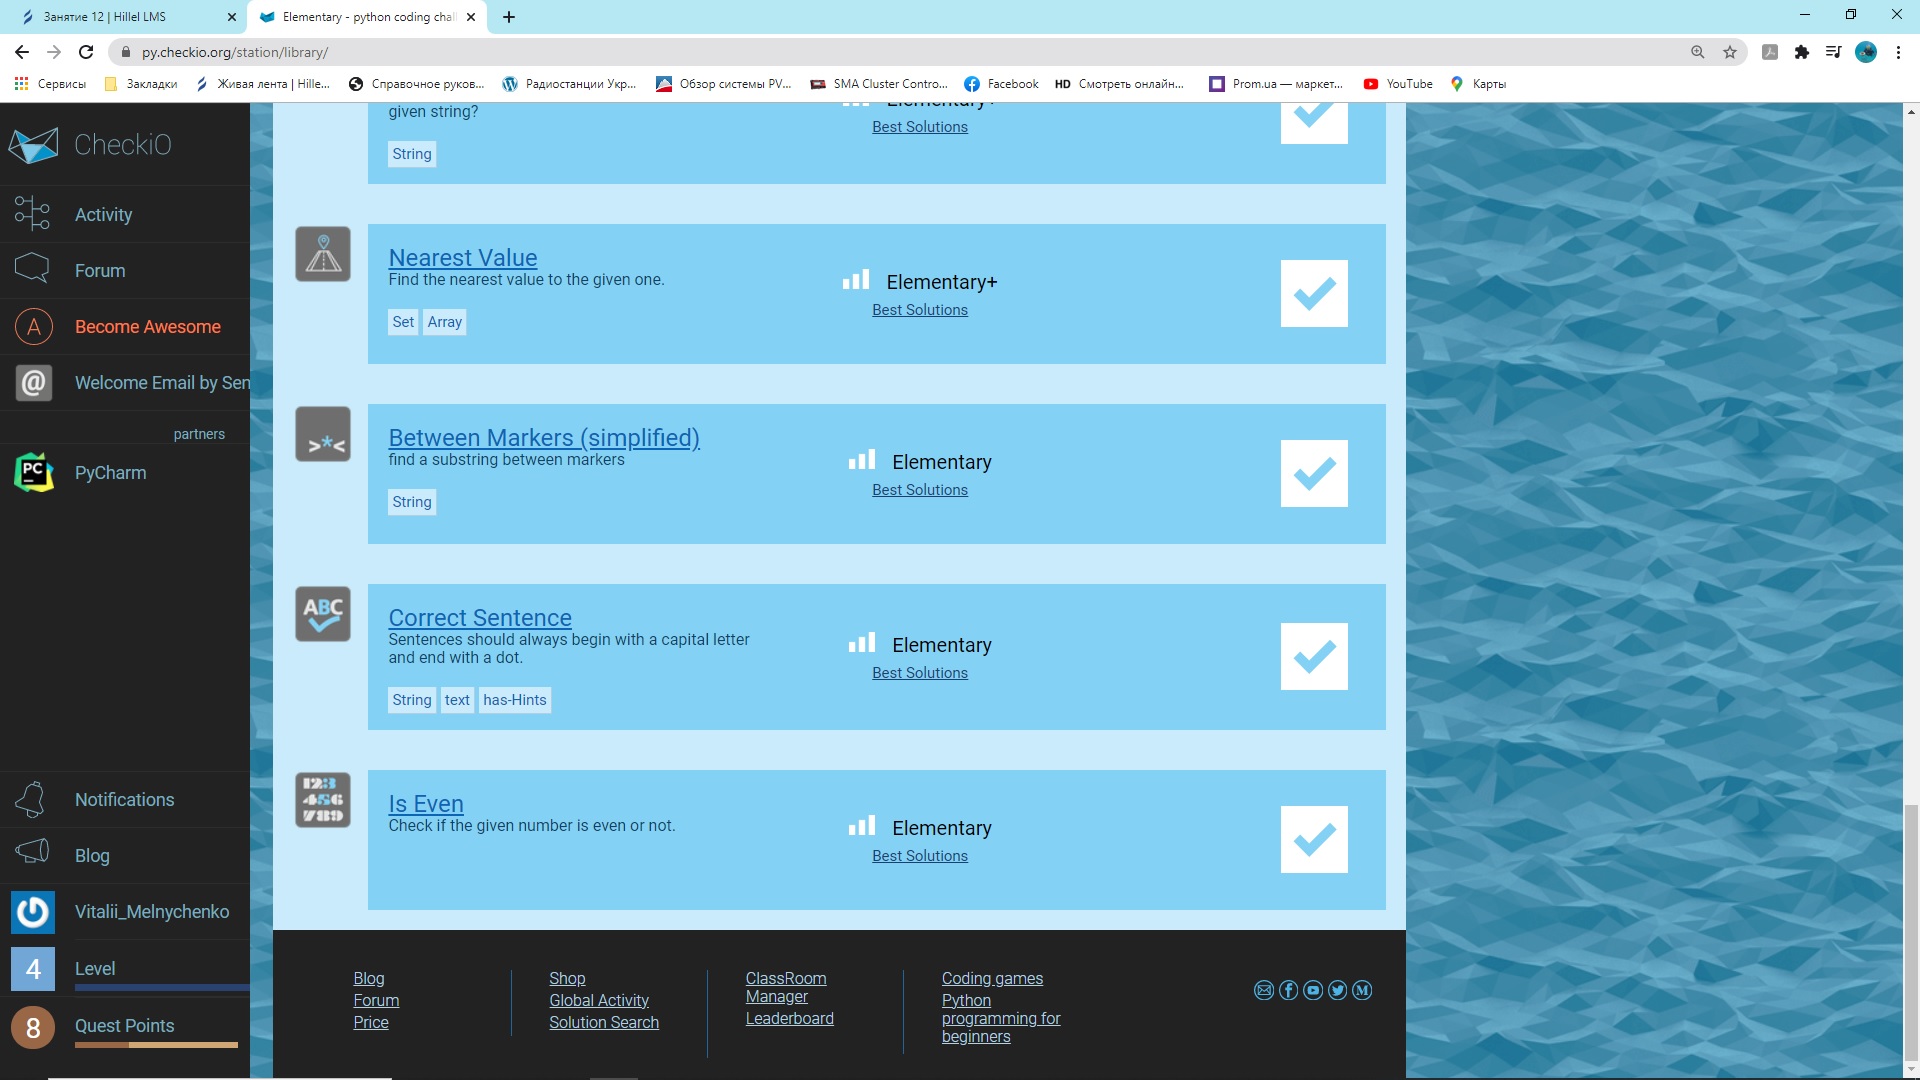 Занятие 12 | Hillel LMS
Elementary - python coding chal
py.checkio.org/station/library/
Сервисы
Закладки
Живая лента | Hille...
Справочное руков...
Радиостанции Укр...
Обзор системы PV...
SMA Cluster Contro...
Facebook
HD Смотреть онлайн...
Prom.ua — маркет...
YouTube
Карты
CheckiO
Activity
Forum
A
Become Awesome
@
Welcome Email by Sen
partners
PC
PyCharm
Notifications
Blog
Vitalii_Melnychenko
4
Level
8
Quest Points
given string?
Elementary+
Best Solutions
String
Nearest Value
Find the nearest value to the given one.
Set
Array
Elementary+
Best Solutions
>*<
Between Markers (simplified)
find a substring between markers
String
Elementary
Best Solutions
ABC
Correct Sentence
Sentences should always begin with a capital letter
and end with a dot.
String
text
has-Hints
Elementary
Best Solutions
123
456
789
Is Even
Check if the given number is even or not.
Elementary
Best Solutions
Blog
Forum
Price
Shop
Global Activity
Solution Search
ClassRoom
Manager
Leaderboard
Coding games
Python
programming for
beginners